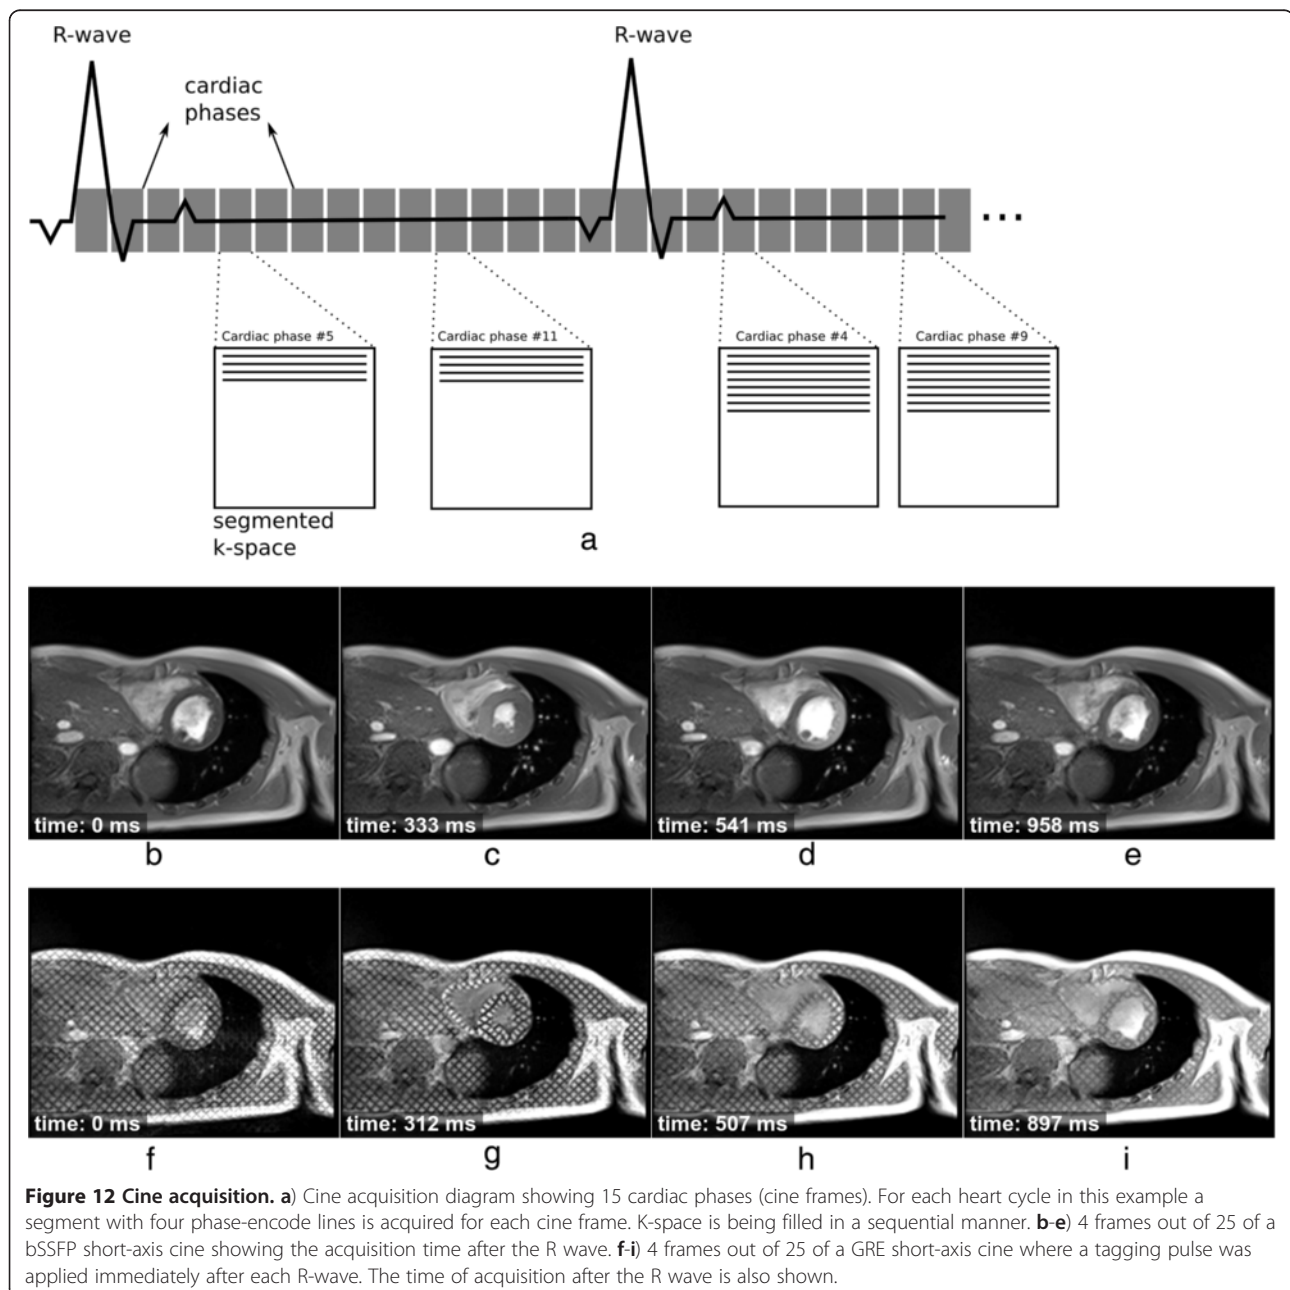 R-wave
R-wave
cardiac
phases
...
Cardiac phase #5
Cardiac phase #11
Cardiac phase #4
Cardiac phase #9
segmented
k-space
a
time: 0 ms
time: 333 ms
time: 541 ms
time: 958 ms
b
c
d
e
time: 0 ms
time: 312 ms
time: 507 ms
time: 897 ms
f
g
h
i
Figure 12 Cine acquisition. a) Cine acquisition diagram showing 15 cardiac phases (cine frames). For each heart cycle in this example a
segment with four phase-encode lines is acquired for each cine frame. K-space is being filled in a sequential manner. b-e) 4 frames out of 25 of a
bSSFP short-axis cine showing the acquisition time after the R wave. f-i) 4 frames out of 25 of a GRE short-axis cine where a tagging pulse was
applied immediately after each R-wave. The time of acquisition after the R wave is also shown.